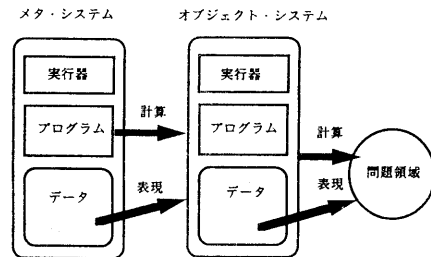 メタ・システム
オブジェクト・システム
実行器
プログラム
データ
計算
表現
実行器
プログラム
データ
計算
表現
問題領域